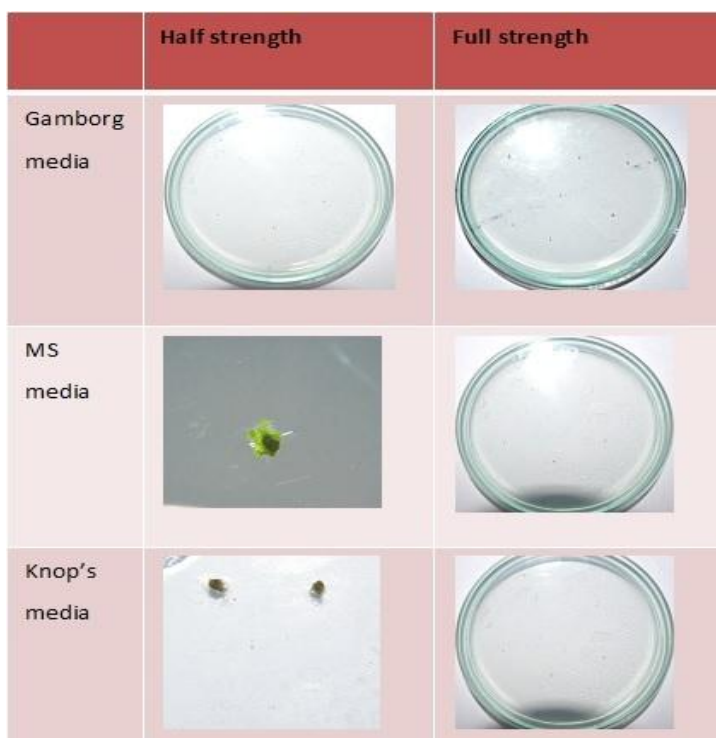 Half strength
Full strength
Gamborg
media
MS
media
Knop's
media